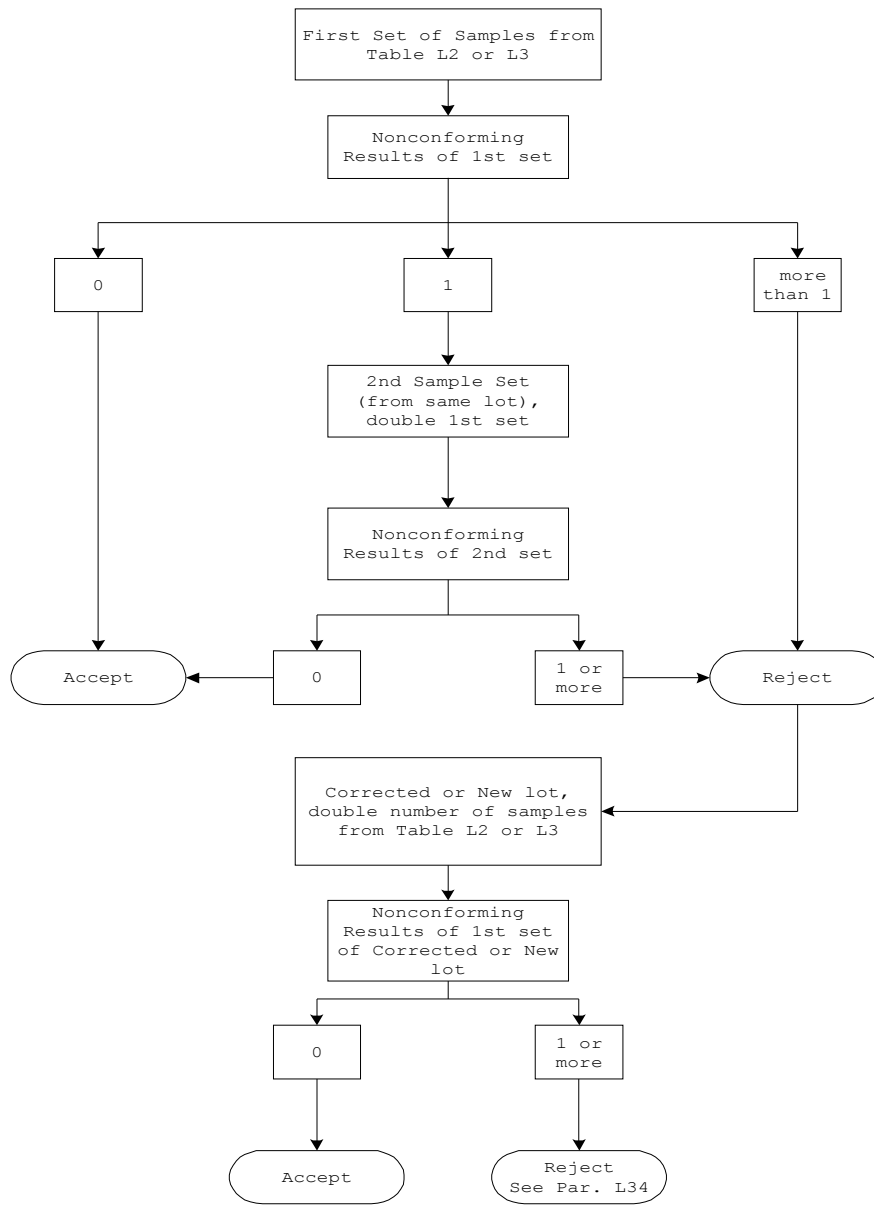 First Set of Samples from
Table L2 or L3
Nonconforming
Results of 1st set
0
1
more
than 1
2nd Sample Set
(from same lot),
double 1st set
Nonconforming
Results of 2nd set
Accept
0
1 or
more
Reject
Corrected or New lot,
double number of samples
from Table L2 or L3
Nonconforming
Results of 1st set
of Corrected or New
lot
0
1 or
more
Accept
Reject
See Par. L34